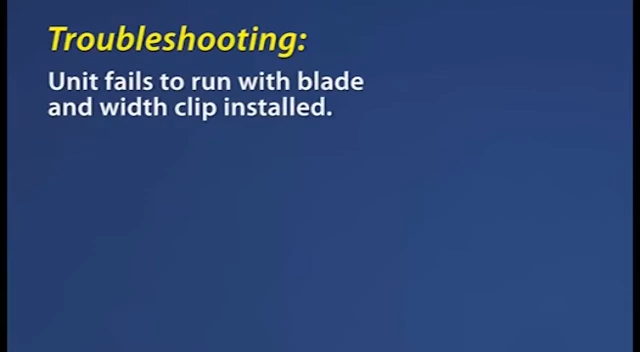 Troubleshooting:
Unit fails to run with blade
and width clip installed.